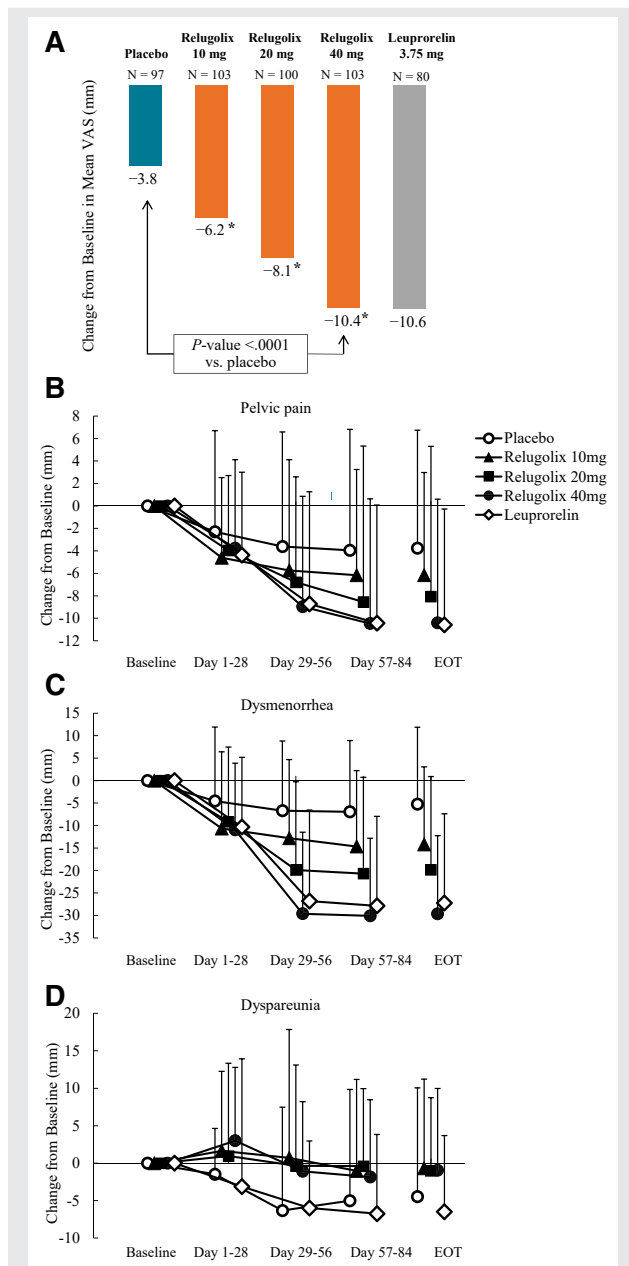 A
Placebo
N = 97
Relugolix
10 mg
N = 103
Relugolix
20 mg
N = 100
Relugolix
40 mg
N = 103
Leuprorelin
3.75 mg
N = 80
Change from Baseline in Mean VAS (mm)
−3.8
−6.2 *
−8.1 *
−10.4*
−10.6
P-value <.0001
vs. placebo
B
Pelvic pain
Change from Baseline (mm)
8
6
4
2
0
-2
-4
-6
-8
-10
-12
Baseline Day 1-28 Day 29-56 Day 57-84 EOT
Placebo
Relugolix 10mg
Relugolix 20mg
Relugolix 40mg
Leuprorelin
C
Dysmenorrhea
Change from Baseline (mm)
15
10
5
0
-5
-10
-15
-20
-25
-30
-35
Baseline Day 1-28 Day 29-56 Day 57-84 EOT
D
Dyspareunia
Change from Baseline (mm)
20
15
10
5
0
-5
-10
Baseline Day 1-28 Day 29-56 Day 57-84 EOT